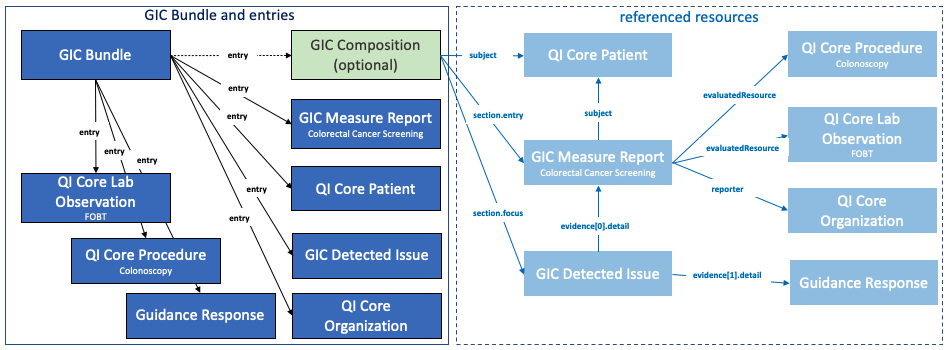 GIC Bundle and entries
GIC Bundle
entry
GIC Composition
(optional)
entry
GIC Measure Report
Colorectal Cancer Screening
entry
entry
QI Core Lab
Observation
FOBT
entry
entry
QI Core Patient
entry
QI Core Procedure
Colonoscopy
GIC Detected Issue
entry
Guidance Response
QI Core
Organization
referenced resources
subject
QI Core Patient
QI Core Procedure
Colonoscopy
evaluatedResource
section.entry
subject
QI Core Lab
Observation
FOBT
GIC Measure Report
Colorectal Cancer Screening
evaluatedResource
reporter
section.focus
QI Core
Organization
evidence[0].detail
GIC Detected Issue
evidence[1].detail
Guidance Response